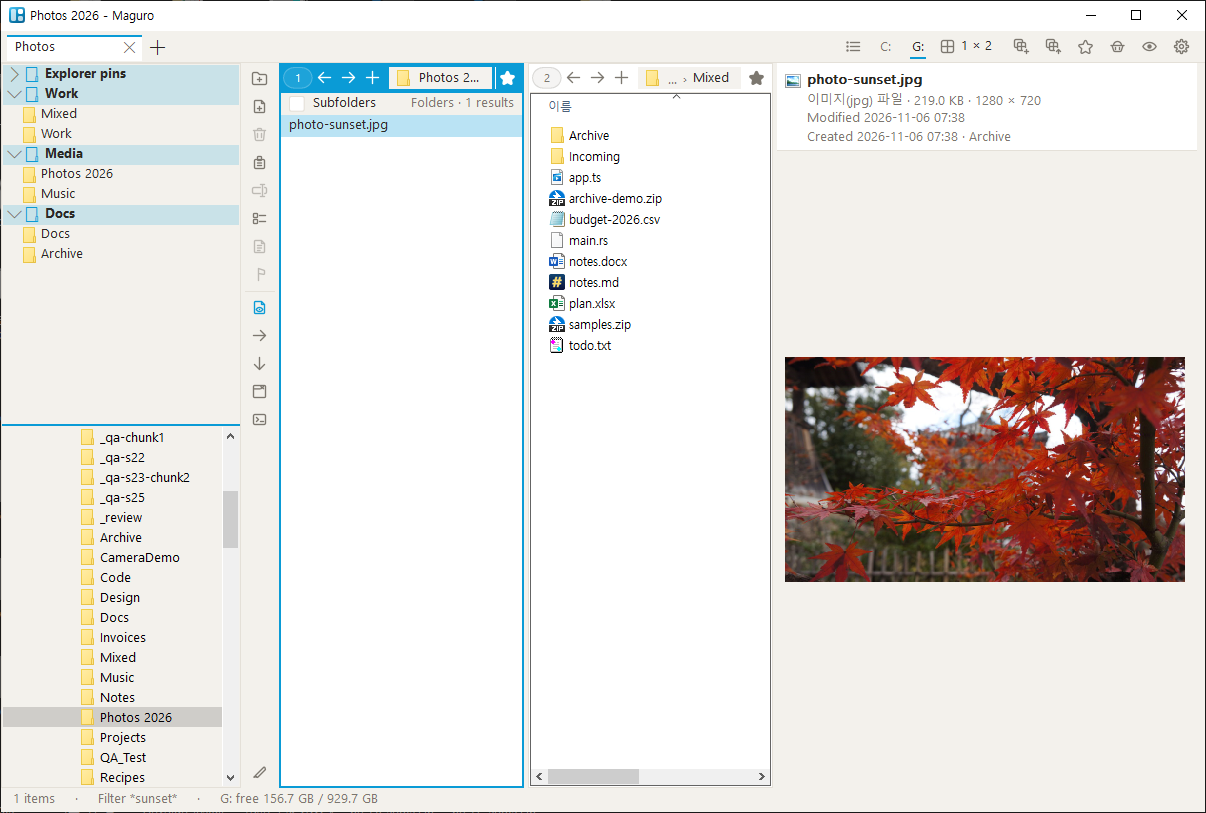 Photos 2026 - Maguro
Photos
C: G: 1 × 2
Explorer pins
Work
Mixed
Work
Media
Photos 2026
Music
Docs
Docs
Archive
_qa-chunk1
_qa-s22
_qa-s23-chunk2
_qa-s25
_review
Archive
CameraDemo
Code
Design
Docs
Invoices
Mixed
Music
Notes
Photos 2026
Projects
QA_Test
Recipes
1 Photos 2...
Subfolders Folders · 1 results
photo-sunset.jpg
2 ... › Mixed
이름
Archive
Incoming
app.ts
archive-demo.zip
budget-2026.csv
main.rs
notes.docx
notes.md
plan.xlsx
samples.zip
todo.txt
photo-sunset.jpg
이미지(jpg) 파일 · 219.0 KB · 1280 × 720
Modified 2026-11-06 07:38
Created 2026-11-06 07:38 · Archive
1 items · Filter *sunset* · G: free 156.7 GB / 929.7 GB